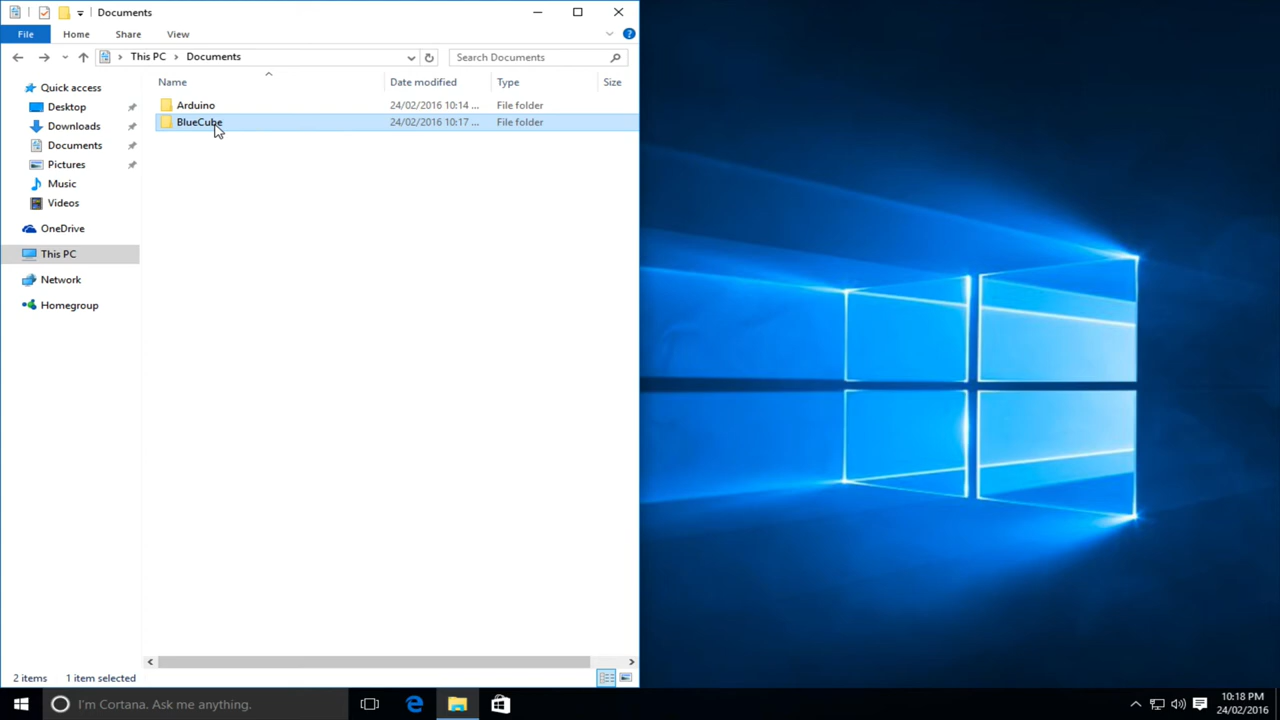 Documents
File Home Share View
This PC Documents Search Documents
Name Date modified Type Size
Quick access
Desktop
Downloads
Documents
Pictures
Music
Videos
OneDrive
This PC
Network
Homegroup
Arduino 24/02/2016 10:14 ... File folder
BlueCube 24/02/2016 10:17 ... File folder
2 items 1 item selected
I'm Cortana. Ask me anything.
10:18 PM
24/02/2016